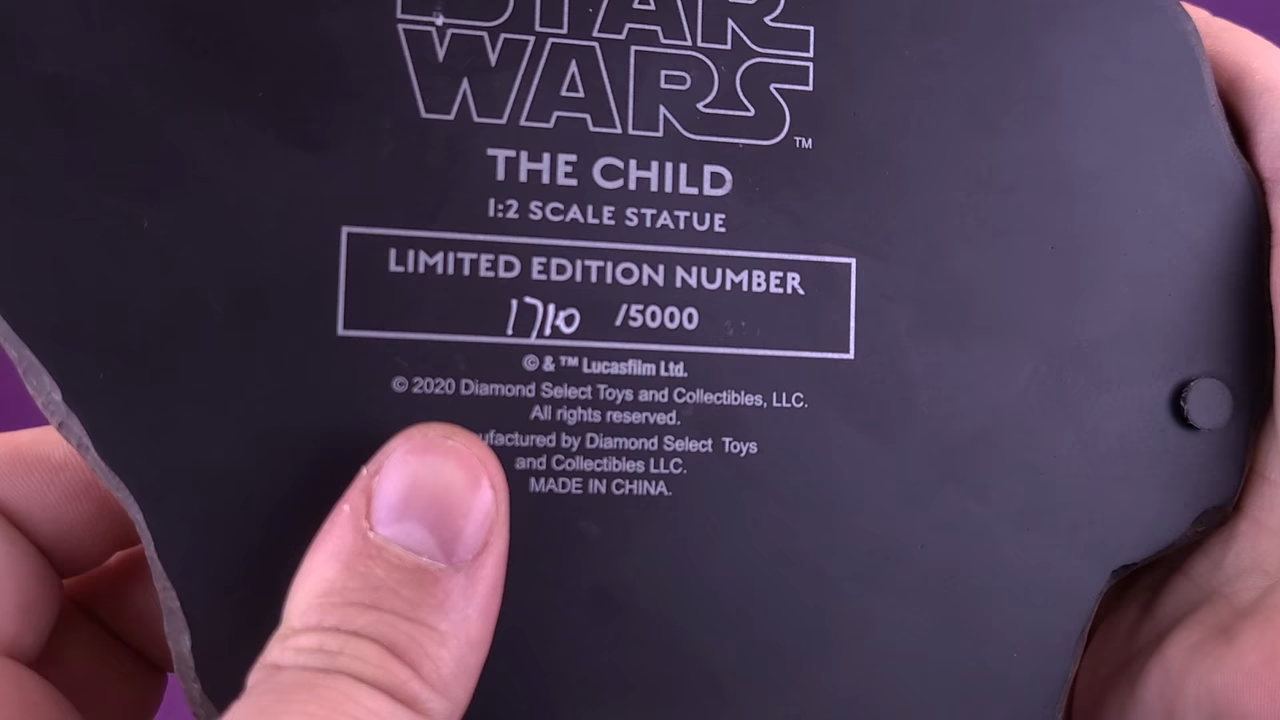 STAR
WARS™
THE CHILD
1:2 SCALE STATUE
LIMITED EDITION NUMBER
1710 /5000
© & ™ Lucasfilm Ltd.
© 2020 Diamond Select Toys and Collectibles, LLC.
All rights reserved.
ufactured by Diamond Select Toys
and Collectibles LLC.
MADE IN CHINA.